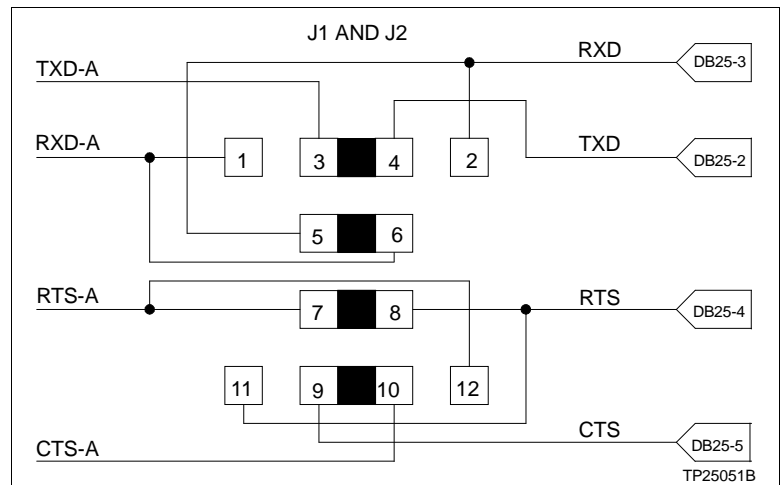 J1 AND J2
RXD
DB25-3
TXD-A
RXD-A
1
3
4
2
TXD
DB25-2
5
6
RTS-A
7
8
RTS
DB25-4
11
9
10
12
CTS-A
CTS
DB25-5
TP25051B